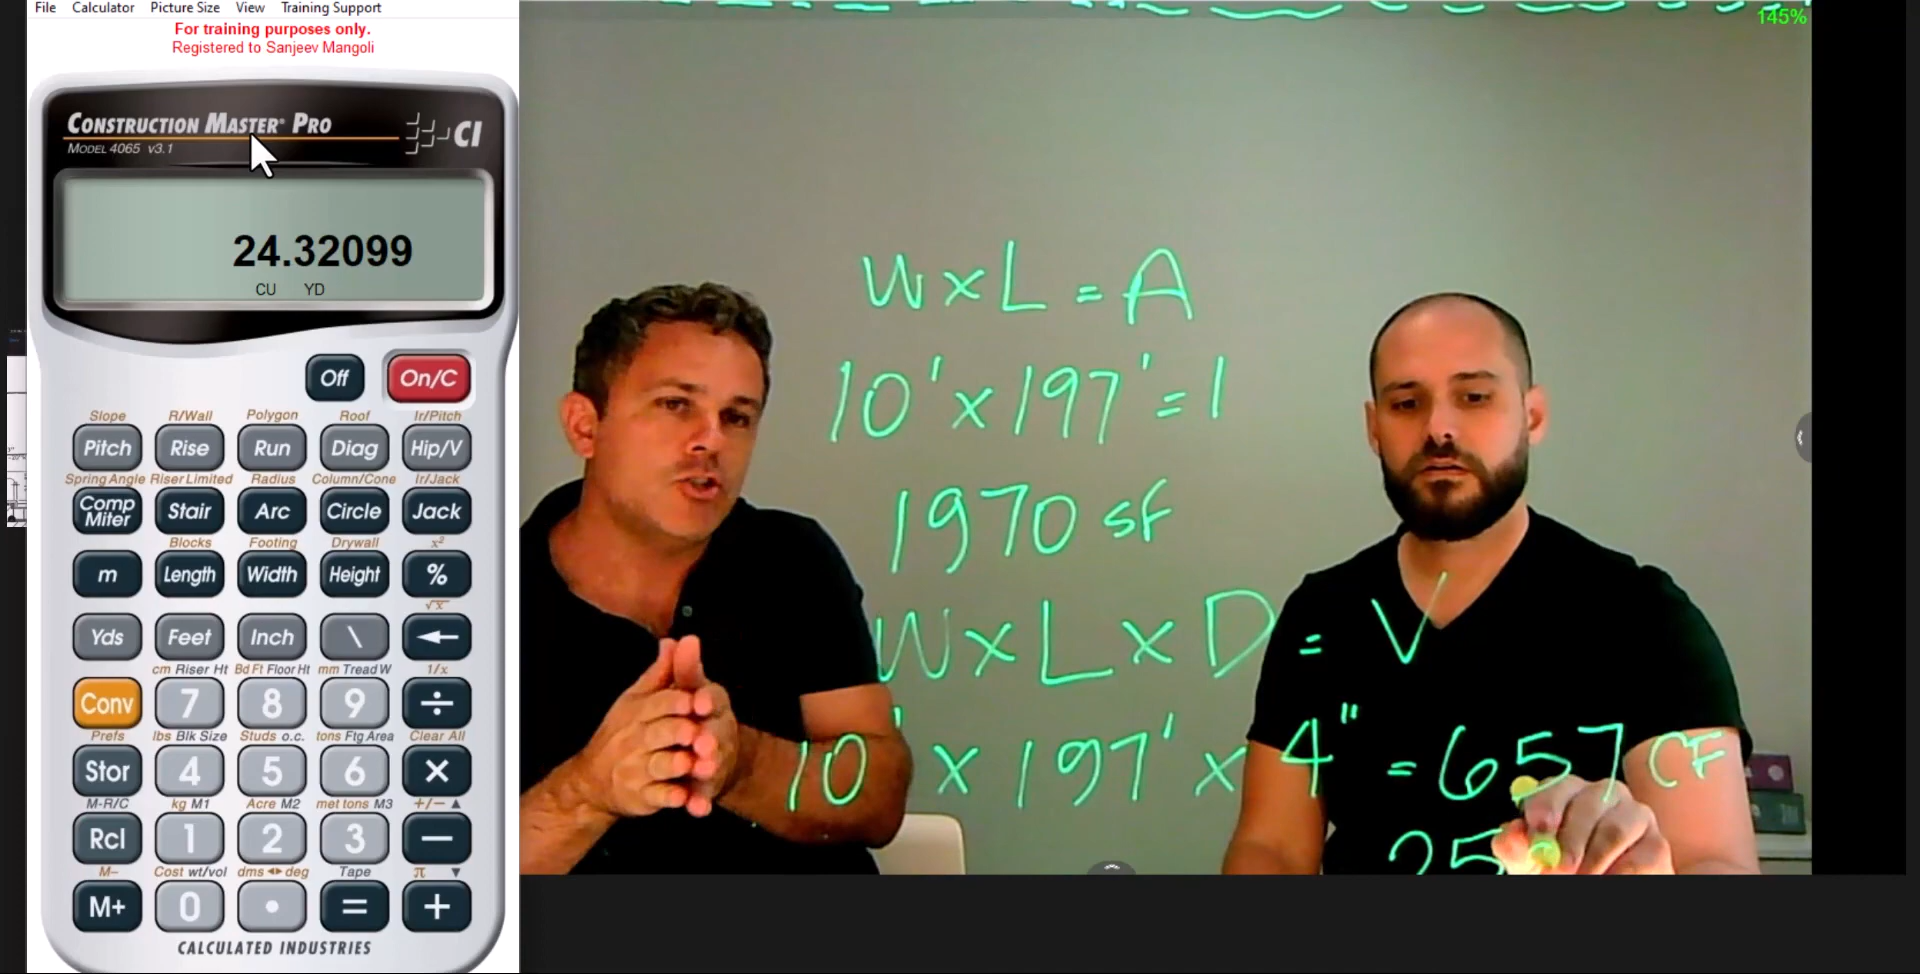 File Calculator Picture Size View Training Support
For training purposes only.
Registered to Sanjeev Mangoli
145%
CONSTRUCTION MASTER® PRO
MODEL 4065 v3.1
CI
24.32099
CU YD
Off On/C
Slope R/Wall Polygon Roof Ir/Pitch
Pitch Rise Run Diag Hip/V
Spring Angle Riser Limited Radius Column/Cone Ir/Jack
Comp Miter Stair Arc Circle Jack
Blocks Footing Drywall x²
m Length Width Height %
√x
Yds Feet Inch \ ←
cm Riser Ht Bd Ft Floor Ht mm Tread W 1/x
Conv 7 8 9 ÷
Prefs lbs Blk Size Studs o.c. tons Ftg Area Clear All
Stor 4 5 6 ×
M-R/C kg M1 Acre M2 met tons M3 +/− ▲
Rcl 1 2 3 −
M− Cost wt/vol dms ◄► deg Tape π ▼
M+ 0 • = +
CALCULATED INDUSTRIES
W × L = A
10' × 197' = 1
1970 sf
W × L × D = V
10' × 197' × 4" = 657 CF
25